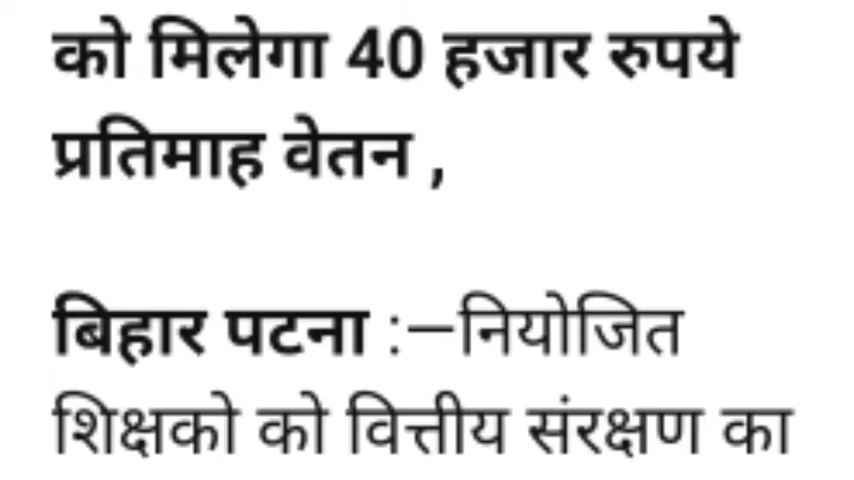 को मिलेगा 40 हजार रुपये
प्रतिमाह वेतन ,
बिहार पटना :–नियोजित
शिक्षको को वित्तीय संरक्षण का